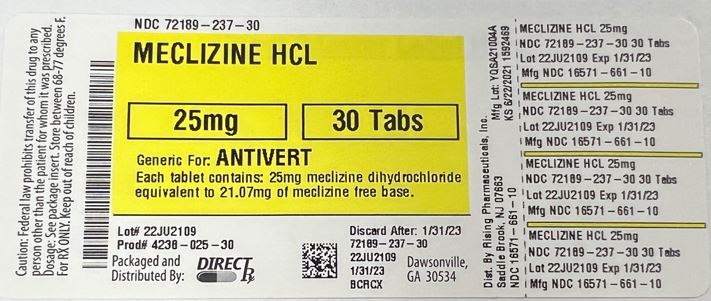 Caution: Federal law prohibits transfer of this drug to any
person other than the patient for whom it was prescribed.
Dosage: See package insert. Store between 68-77 degrees F.
For RX ONLY. Keep out of reach of children.
NDC 72189-237-30
MECLIZINE HCL
25mg
30 Tabs
Generic For: ANTIVERT
Each tablet contains: 25mg meclizine dihydrochloride
equivalent to 21.07mg of meclizine free base.
Lot# 22JU2109
Prod# 4238-025-30
Packaged and
Distributed By:
DIRECT Rx
Discard After: 1/31/23
72189-237-30
22JU2109
1/31/23
BCRCX
Dawsonville,
GA 30534
Mfg Lot: YQSA21004A
KS 6/22/2021 1592469
Dist. By Rising Pharmaceuticals, Inc.
Saddle Brook, NJ 07663
NDC 16571-661-10
MECLIZINE HCL 25mg
NDC 72189-237-30 30 Tabs
Lot 22JU2109 Exp 1/31/23
Mfg NDC 16571-661-10
MECLIZINE HCL 25mg
NDC 72189-237-30 30 Tabs
Lot 22JU2109 Exp 1/31/23
Mfg NDC 16571-661-10
MECLIZINE HCL 25mg
NDC 72189-237-30 30 Tabs
Lot 22JU2109 Exp 1/31/23
Mfg NDC 16571-661-10
MECLIZINE HCL 25mg
NDC 72189-237-30 30 Tabs
Lot 22JU2109 Exp 1/31/23
Mfg NDC 16571-661-10